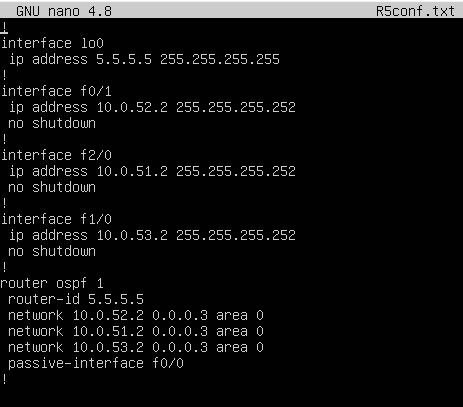 GNU nano 4.8 R5conf.txt
!
interface lo0
ip address 5.5.5.5 255.255.255.255
!
interface f0/1
ip address 10.0.52.2 255.255.255.252
no shutdown
!
interface f2/0
ip address 10.0.51.2 255.255.255.252
no shutdown
!
interface f1/0
ip address 10.0.53.2 255.255.255.252
no shutdown
!
router ospf 1
router-id 5.5.5.5
network 10.0.52.2 0.0.0.3 area 0
network 10.0.51.2 0.0.0.3 area 0
network 10.0.53.2 0.0.0.3 area 0
passive-interface f0/0
!